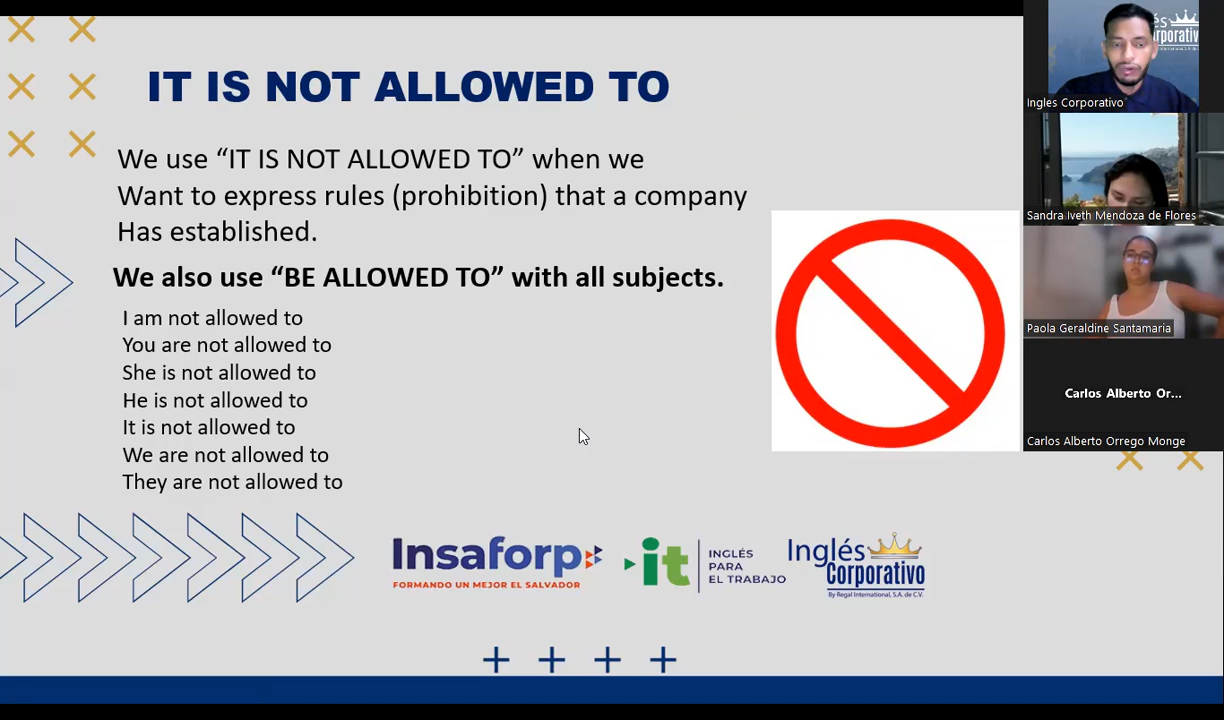 IT IS NOT ALLOWED TO
We use “IT IS NOT ALLOWED TO” when we
Want to express rules (prohibition) that a company
Has established.
We also use “BE ALLOWED TO” with all subjects.
I am not allowed to
You are not allowed to
She is not allowed to
He is not allowed to
It is not allowed to
We are not allowed to
They are not allowed to
Insaforp
FORMANDO UN MEJOR EL SALVADOR
it
INGLÉS
PARA
EL TRABAJO
Inglés
Corporativo
By Regal International, S.A. de C.V.
Ingles Corporativo
Sandra Iveth Mendoza de Flores
Paola Geraldine Santamaria
Carlos Alberto Or...
Carlos Alberto Orrego Monge